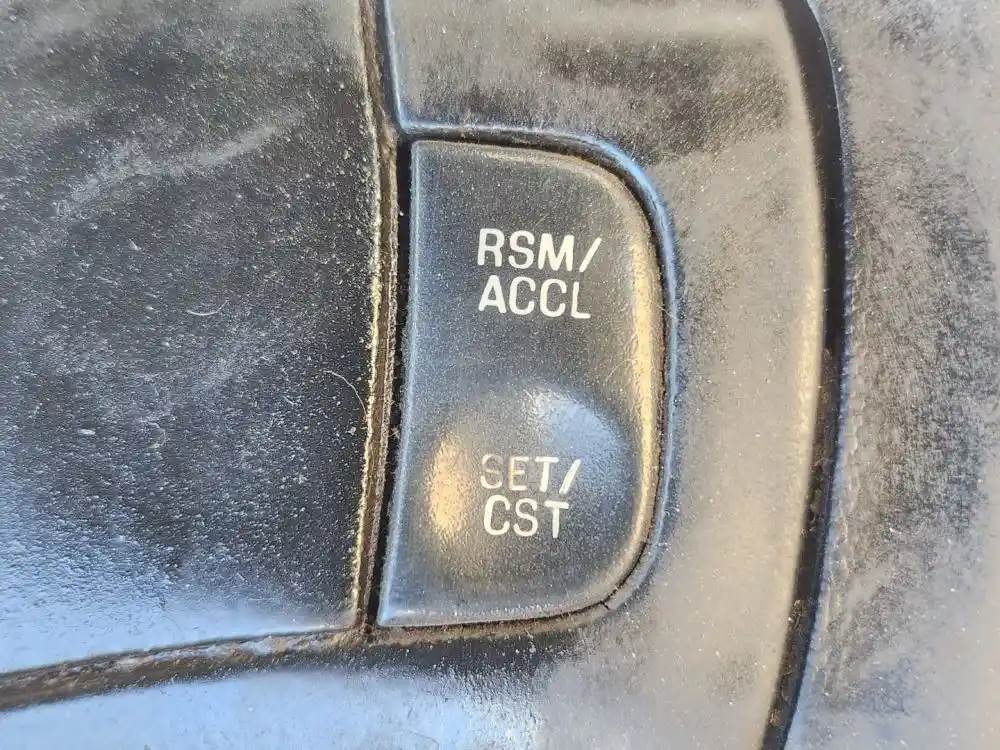 RSM/
ACCL
SET/
CST